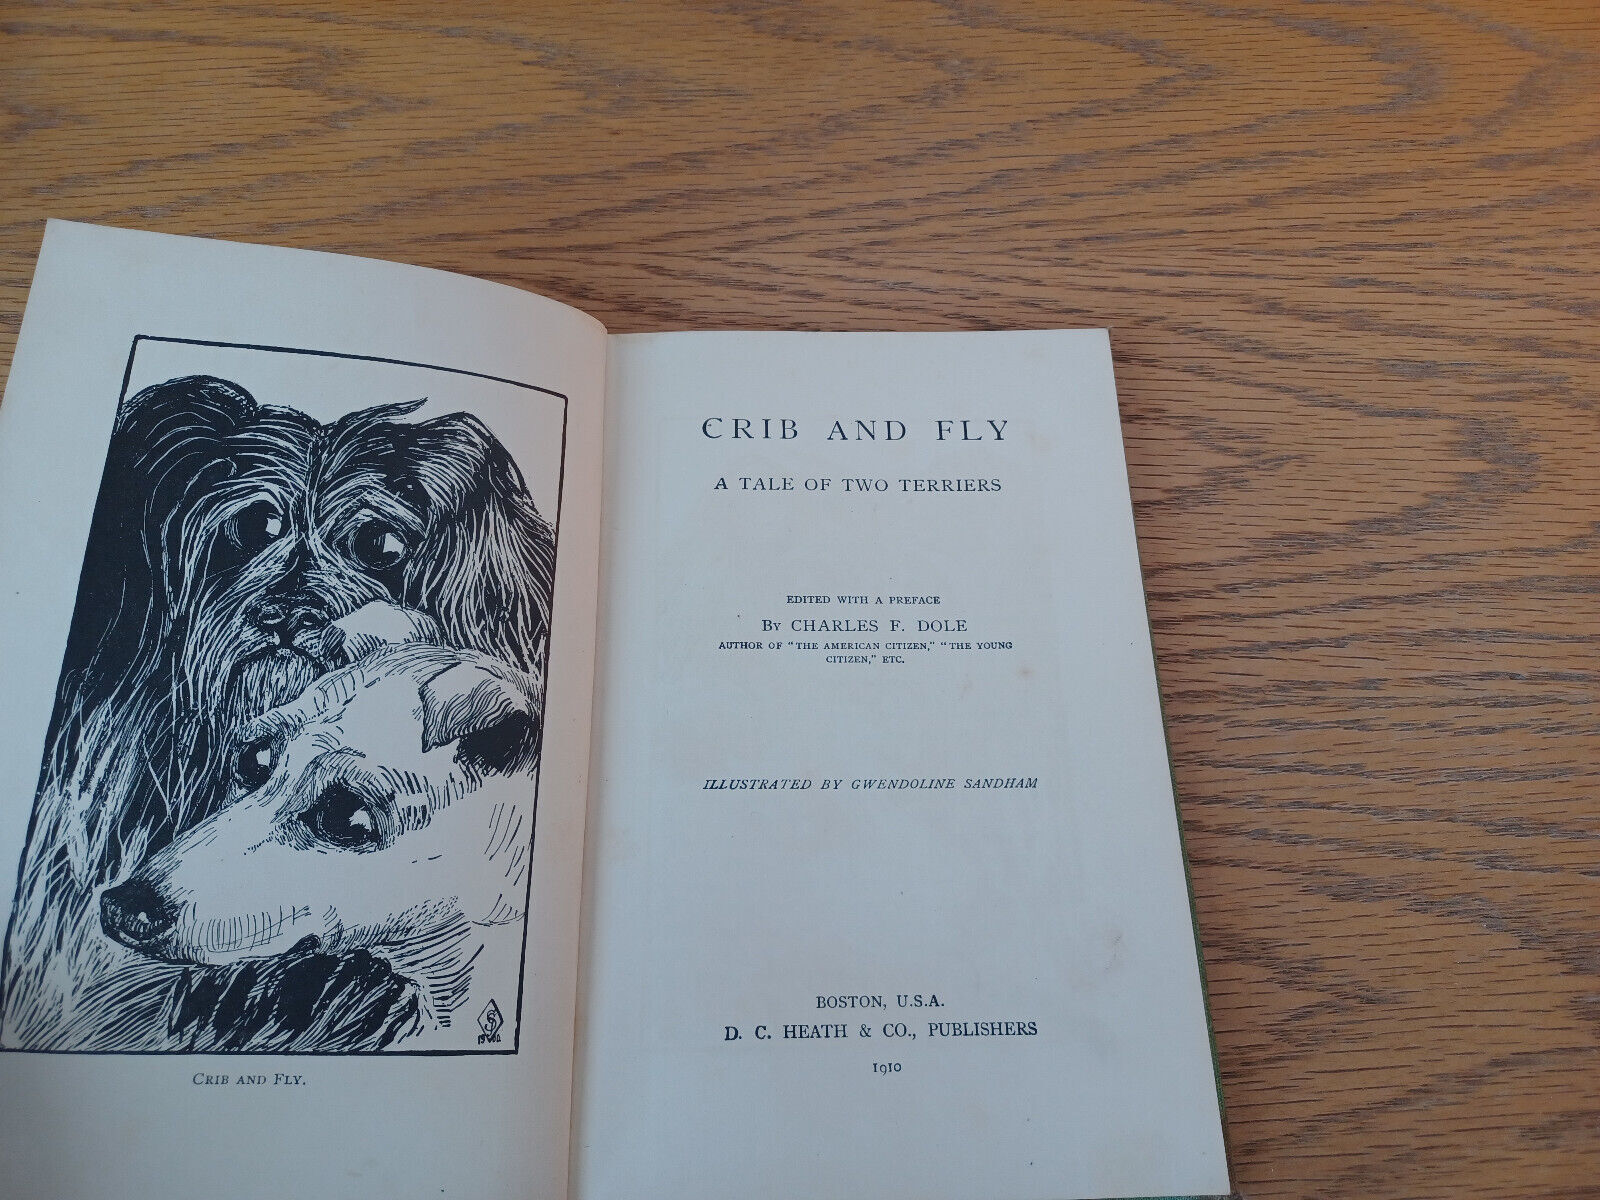 CRIB AND FLY.
CRIB AND FLY
A TALE OF TWO TERRIERS
EDITED WITH A PREFACE
BY CHARLES F. DOLE
AUTHOR OF "THE AMERICAN CITIZEN," "THE YOUNG
CITIZEN," ETC.
ILLUSTRATED BY GWENDOLINE SANDHAM
BOSTON, U.S.A.
D. C. HEATH & CO., PUBLISHERS
1910